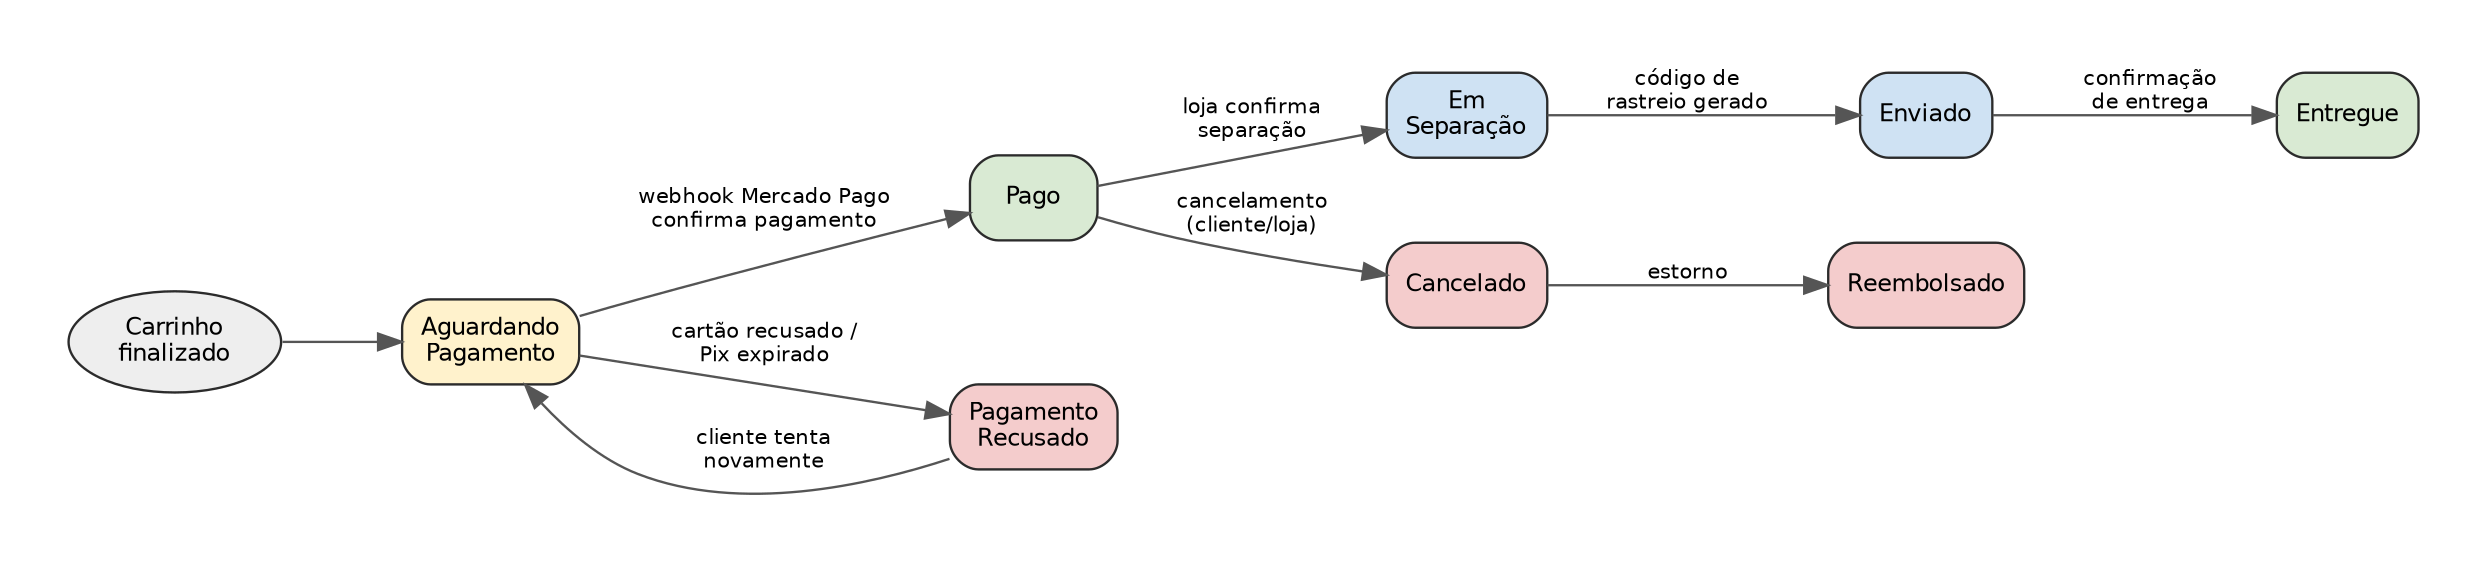 Carrinho
finalizado
Aguardando
Pagamento
webhook Mercado Pago
confirma pagamento
cartão recusado /
Pix expirado
cliente tenta
novamente
Pago
Pagamento
Recusado
loja confirma
separação
cancelamento
(cliente/loja)
Em
Separação
Cancelado
código de
rastreio gerado
estorno
Enviado
Reembolsado
confirmação
de entrega
Entregue